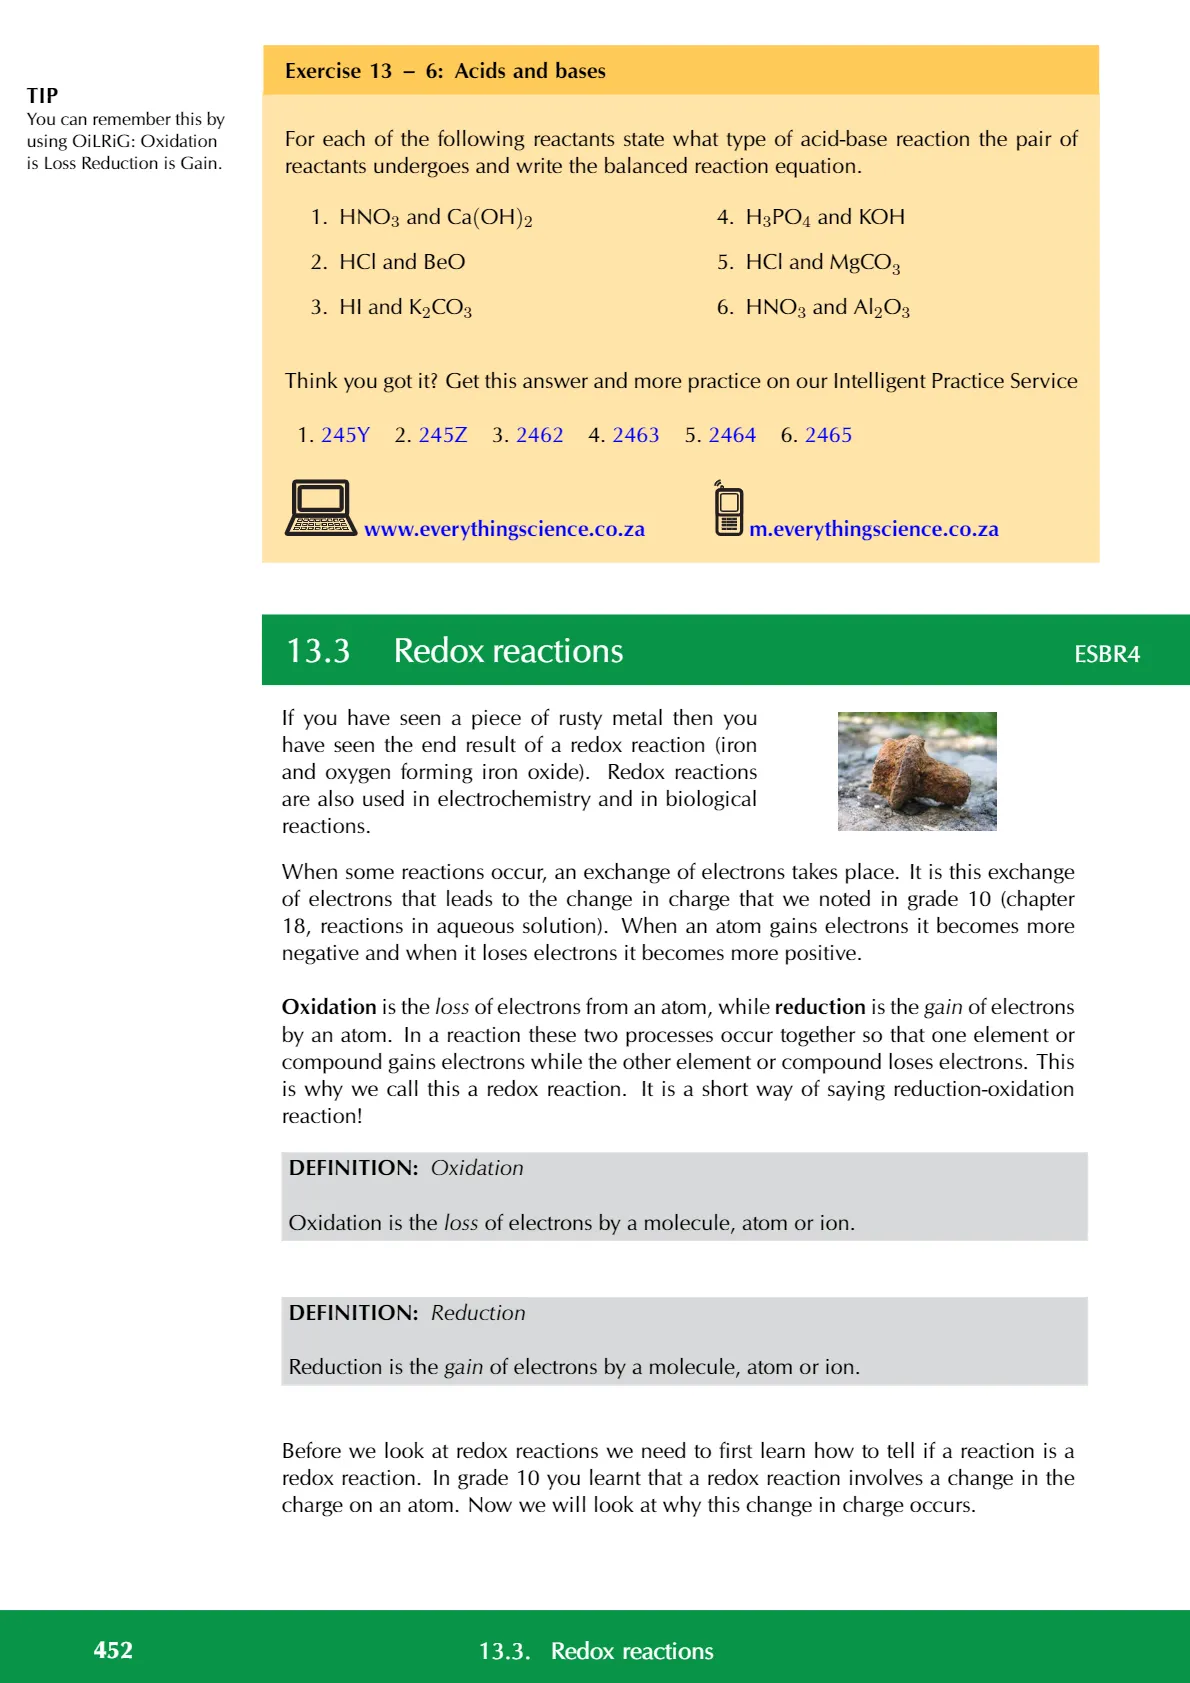 TIP
You can remember this by
using OiLRiG: Oxidation
is Loss Reduction is Gain.
Exercise 13 – 6: Acids and bases
For each of the following reactants state what type of acid-base reaction the pair of
reactants undergoes and write the balanced reaction equation.
1. HNO₃ and Ca(OH)₂
2. HCl and BeO
3. HI and K₂CO₃
4. H₃PO₄ and KOH
5. HCl and MgCO₃
6. HNO₃ and Al₂O₃
Think you got it? Get this answer and more practice on our Intelligent Practice Service
1. 245Y 2. 245Z 3. 2462 4. 2463 5. 2464 6. 2465
www.everythingscience.co.za m.everythingscience.co.za
13.3 Redox reactions ESBR4
If you have seen a piece of rusty metal then you
have seen the end result of a redox reaction (iron
and oxygen forming iron oxide). Redox reactions
are also used in electrochemistry and in biological
reactions.
When some reactions occur, an exchange of electrons takes place. It is this exchange
of electrons that leads to the change in charge that we noted in grade 10 (chapter
18, reactions in aqueous solution). When an atom gains electrons it becomes more
negative and when it loses electrons it becomes more positive.
Oxidation is the loss of electrons from an atom, while reduction is the gain of electrons
by an atom. In a reaction these two processes occur together so that one element or
compound gains electrons while the other element or compound loses electrons. This
is why we call this a redox reaction. It is a short way of saying reduction-oxidation
reaction!
DEFINITION: Oxidation
Oxidation is the loss of electrons by a molecule, atom or ion.
DEFINITION: Reduction
Reduction is the gain of electrons by a molecule, atom or ion.
Before we look at redox reactions we need to first learn how to tell if a reaction is a
redox reaction. In grade 10 you learnt that a redox reaction involves a change in the
charge on an atom. Now we will look at why this change in charge occurs.
452 13.3. Redox reactions